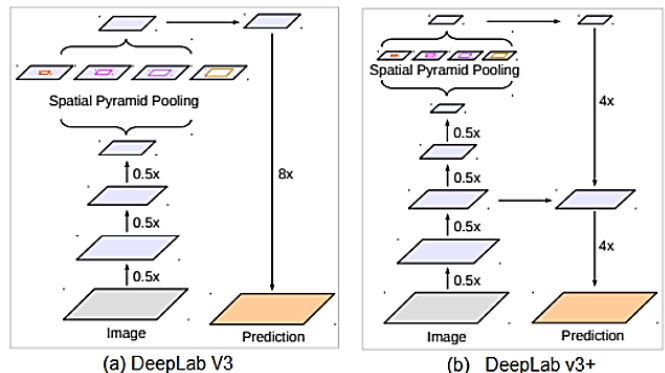 Spatial Pyramid Pooling
0.5x
0.5x
0.5x
8x
Image
Prediction
(a) DeepLab V3
Spatial Pyramid Pooling
0.5x
0.5x
0.5x
0.5x
4x
4x
Image
Prediction
(b) DeepLab v3+